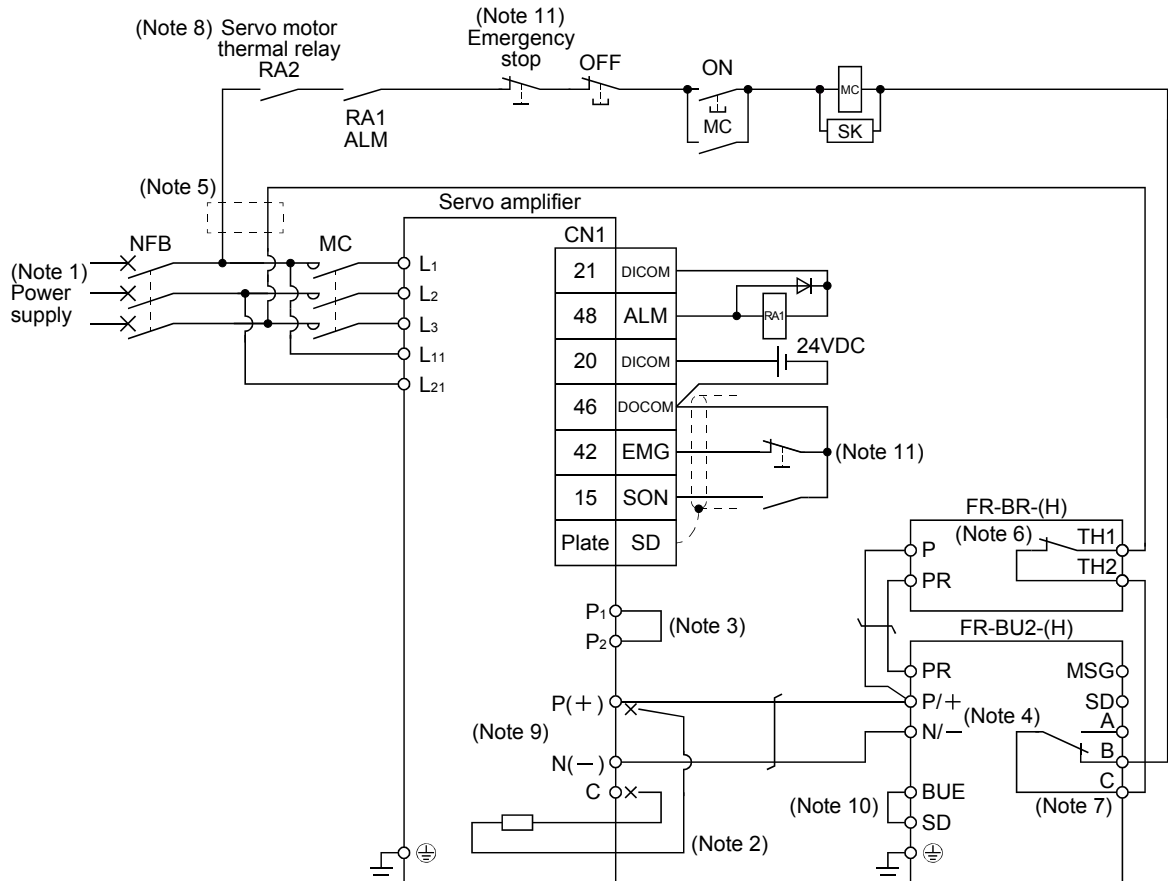 (Note 8) Servo motor
thermal relay
RA2
RA1
ALM
(Note 11)
Emergency
stop
OFF
ON
MC
MC
SK
(Note 5)
NFB
MC
(Note 1)
Power
supply
Servo amplifier
L1
L2
L3
L11
L21
CN1
21 DICOM
48 ALM
RA1
20 DICOM
24VDC
46 DOCOM
42 EMG
(Note 11)
15 SON
Plate SD
P1
P2
(Note 3)
P(+)
(Note 9)
N(−)
C
(Note 2)
FR-BR-(H)
(Note 6)
P
PR
TH1
TH2
FR-BU2-(H)
PR
MSG
P/+
SD
(Note 4)
A
N/−
B
C
(Note 7)
BUE
(Note 10)
SD